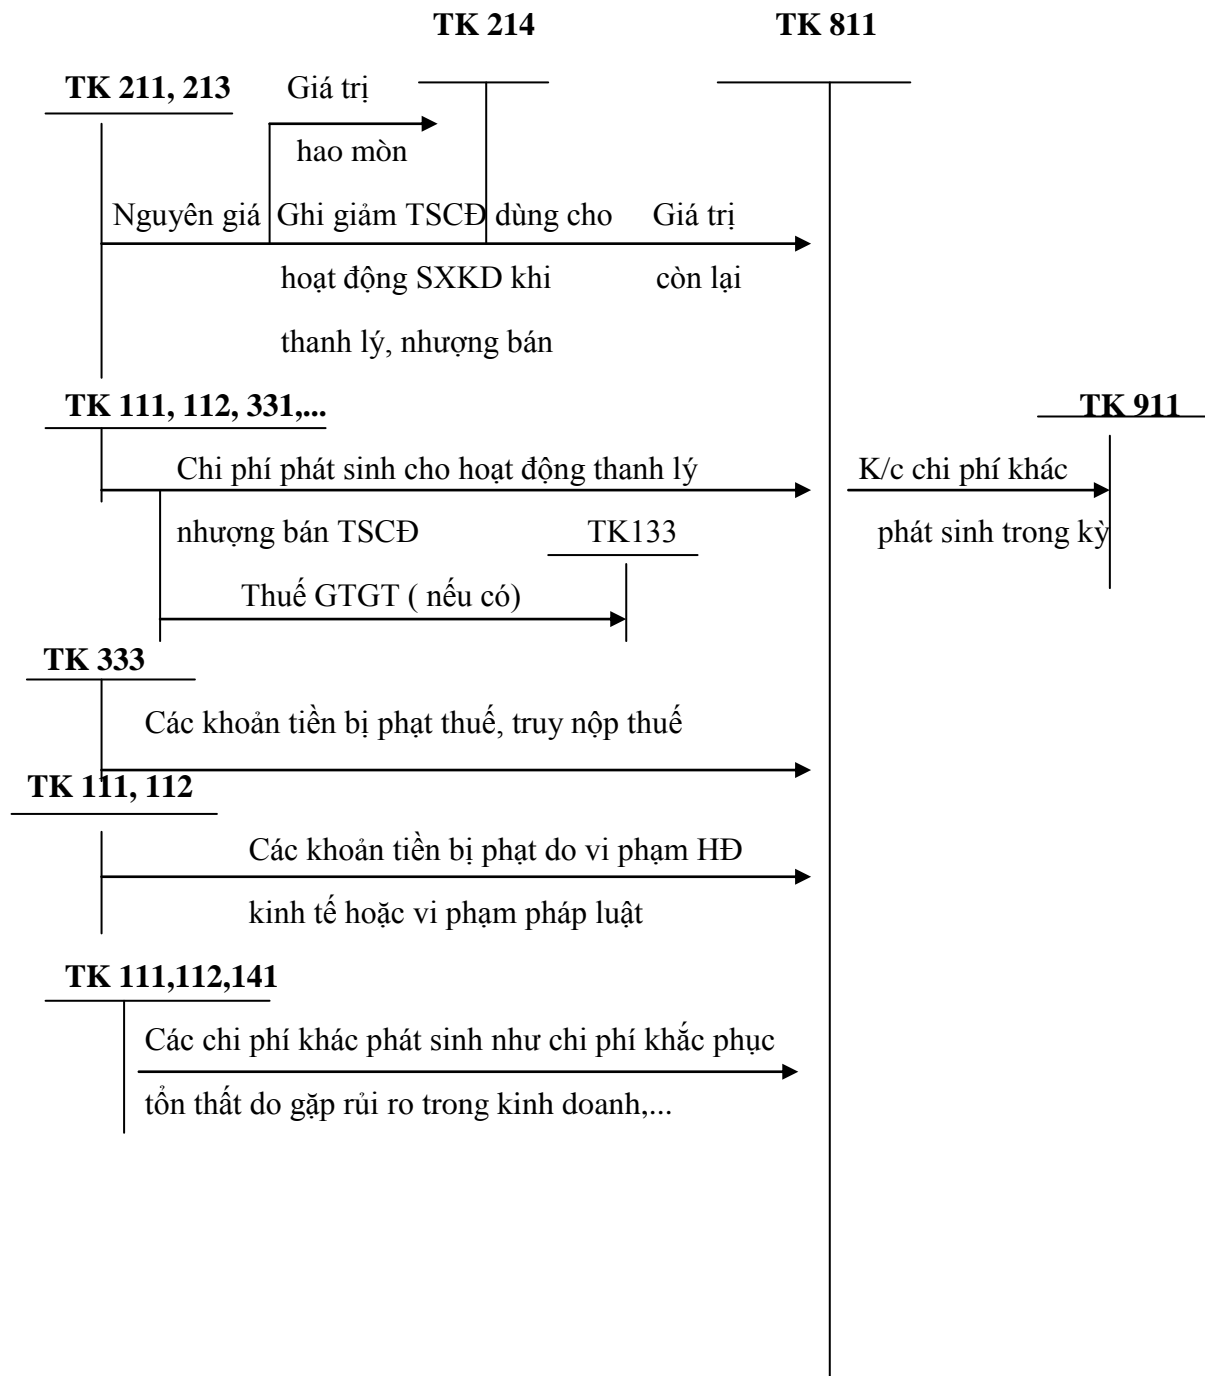 TK 214 TK 811
TK 211, 213 Giá trị
hao mòn
Nguyên giá Ghi giảm TSCĐ dùng cho Giá trị
hoạt động SXKD khi còn lại
thanh lý, nhượng bán
TK 111, 112, 331,... TK 911
Chi phí phát sinh cho hoạt động thanh lý K/c chi phí khác
nhượng bán TSCĐ TK133 phát sinh trong kỳ
Thuế GTGT ( nếu có)
TK 333
Các khoản tiền bị phạt thuế, truy nộp thuế
TK 111, 112
Các khoản tiền bị phạt do vi phạm HĐ
kinh tế hoặc vi phạm pháp luật
TK 111,112,141
Các chi phí khác phát sinh như chi phí khắc phục
tổn thất do gặp rủi ro trong kinh doanh,...